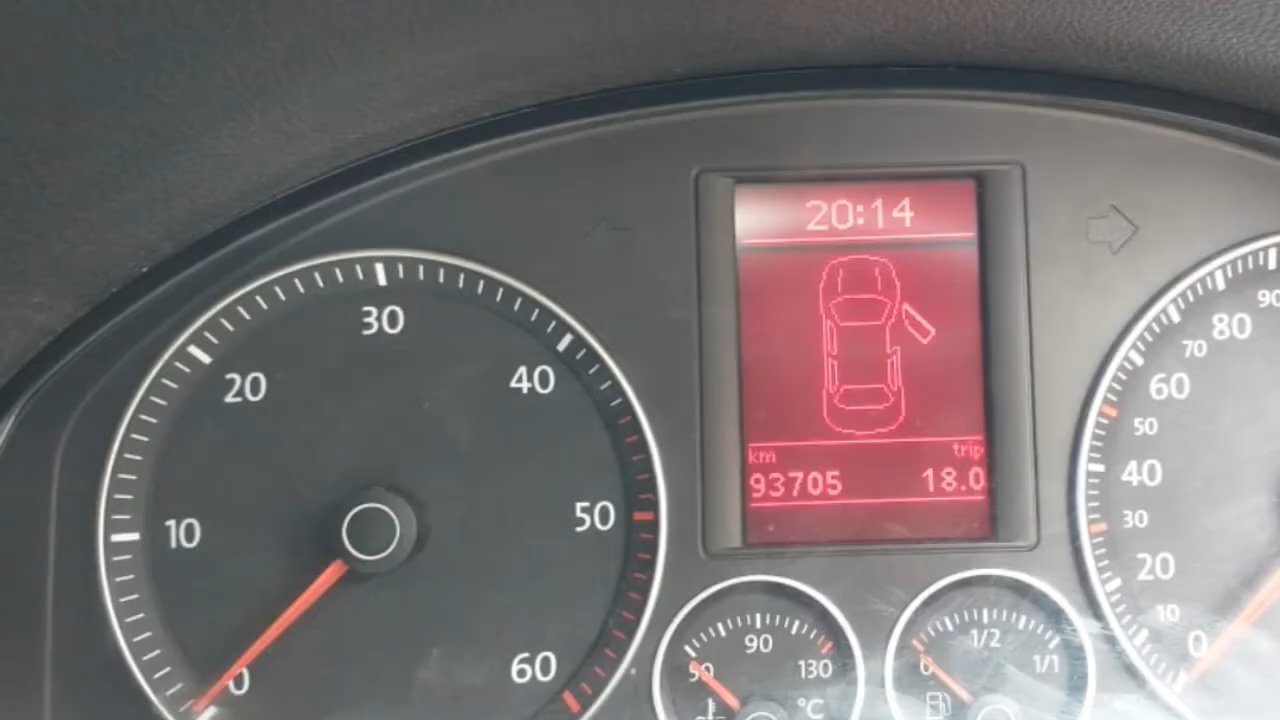 20:14
km trip
93705 18.0
0 10 20 30 40 50 60
50 90 130
°C
0 1/2 1/1
0 10 20 30 40 50 60 70 80 90